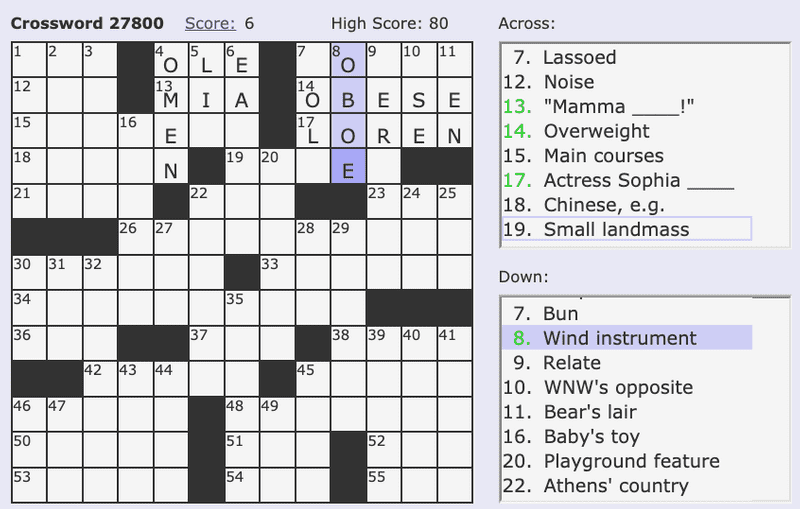 Crossword 27800 Score: 6 High Score: 80
1 2 3 4 O 5 L 6 E 7 8 O 9 10 11
12 13 M I A 14 O B E S E
15 16 E 17 L O R E N
18 N 19 20 E
21 22 23 24 25
26 27 28 29
30 31 32 33
34 35
36 37 38 39 40 41
42 43 44 45
46 47 48 49
50 51 52
53 54 55
Across:
7. Lassoed
12. Noise
13. "Mamma ____!"
14. Overweight
15. Main courses
17. Actress Sophia ____
18. Chinese, e.g.
19. Small landmass
Down:
7. Bun
8. Wind instrument
9. Relate
10. WNW's opposite
11. Bear's lair
16. Baby's toy
20. Playground feature
22. Athens' country